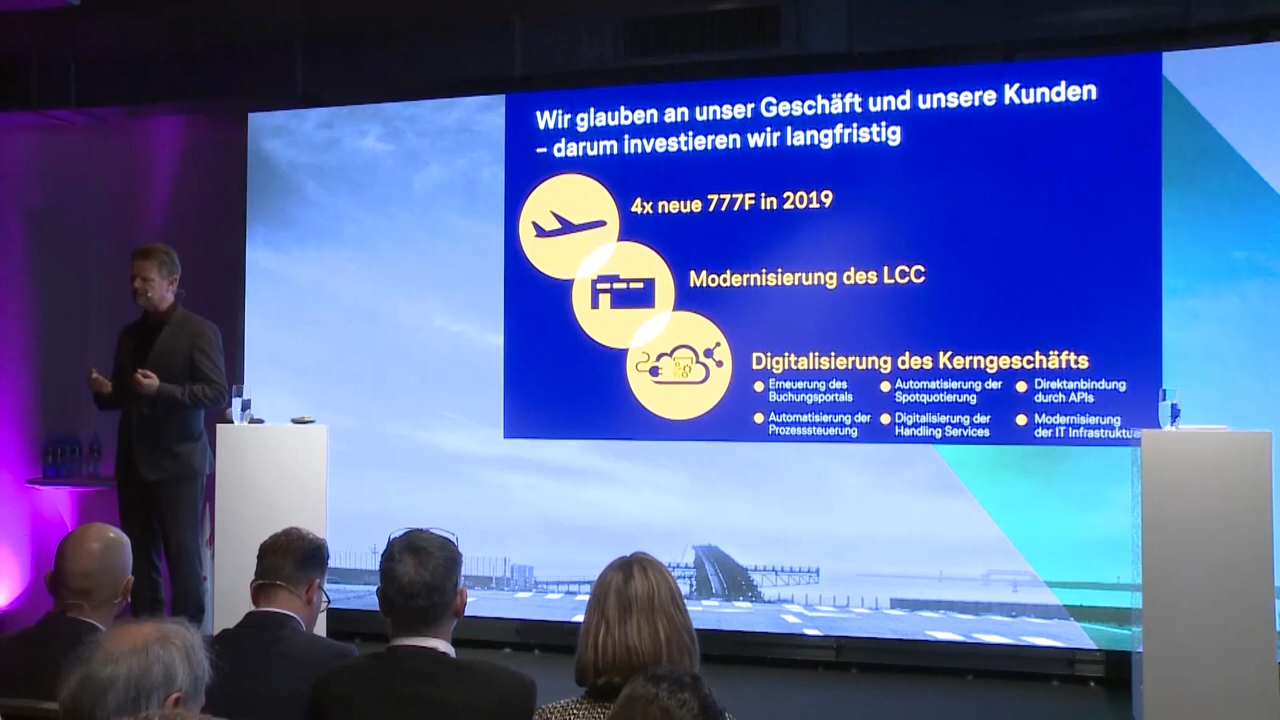 Wir glauben an unser Geschäft und unsere Kunden
– darum investieren wir langfristig
4x neue 777F in 2019
Modernisierung des LCC
Digitalisierung des Kerngeschäfts
Erneuerung des
Buchungsportals
Automatisierung der
Spotquotierung
Direktanbindung
durch APIs
Automatisierung der
Prozesssteuerung
Digitalisierung der
Handling Services
Modernisierung
der IT Infrastruktu